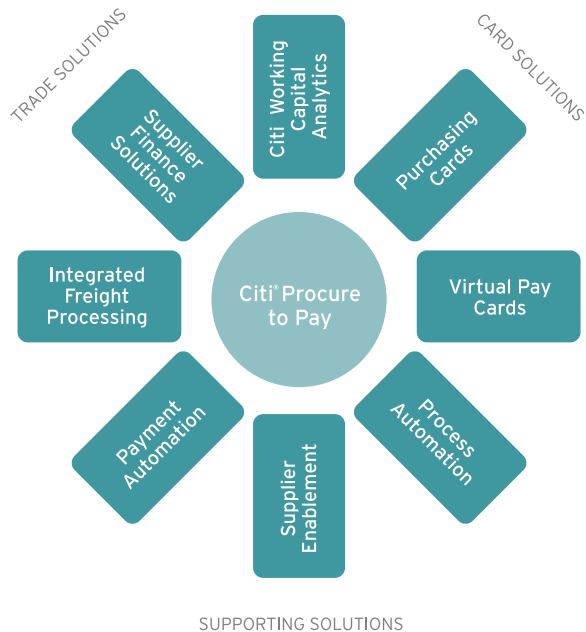 TRADE SOLUTIONS
CARD SOLUTIONS
Citi Working
Capital
Analytics
Supplier
Finance
Solutions
Purchasing
Cards
Integrated
Freight
Processing
Citi® Procure
to Pay
Virtual Pay
Cards
Payment
Automation
Supplier
Enablement
Process
Automation
SUPPORTING SOLUTIONS